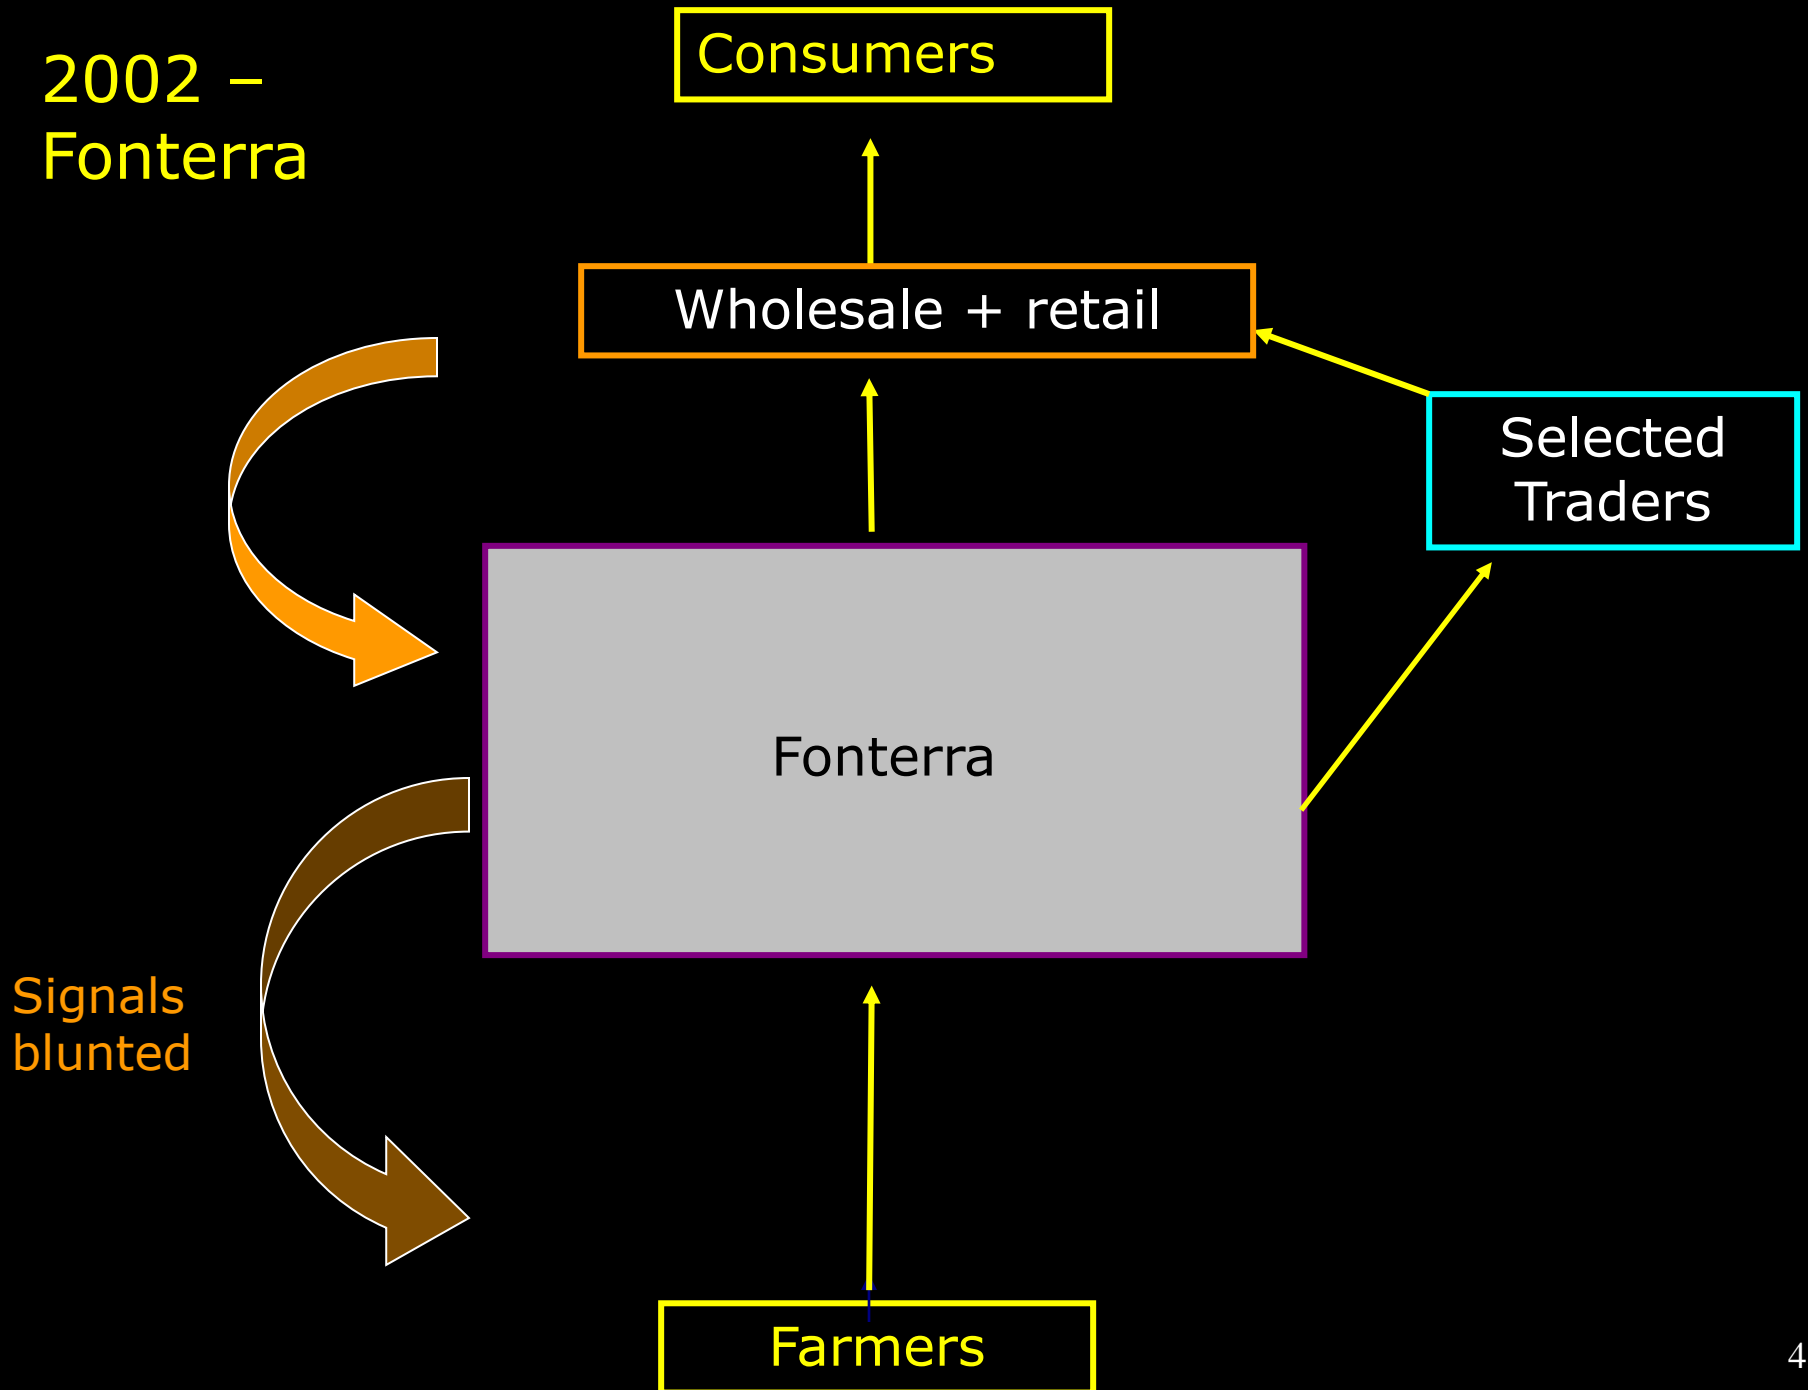 2002 –
Fonterra
Consumers
Wholesale + retail
Selected
Traders
Fonterra
Signals
blunted
Farmers
4